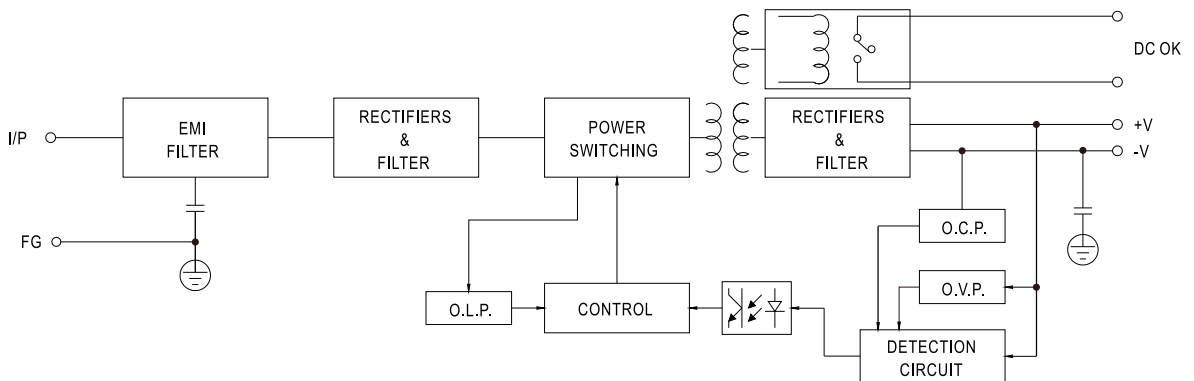 DC OK
I/P
EMI
FILTER
RECTIFIERS
&
FILTER
POWER
SWITCHING
RECTIFIERS
&
FILTER
+V
-V
FG
O.C.P.
O.V.P.
O.L.P.
CONTROL
DETECTION
CIRCUIT